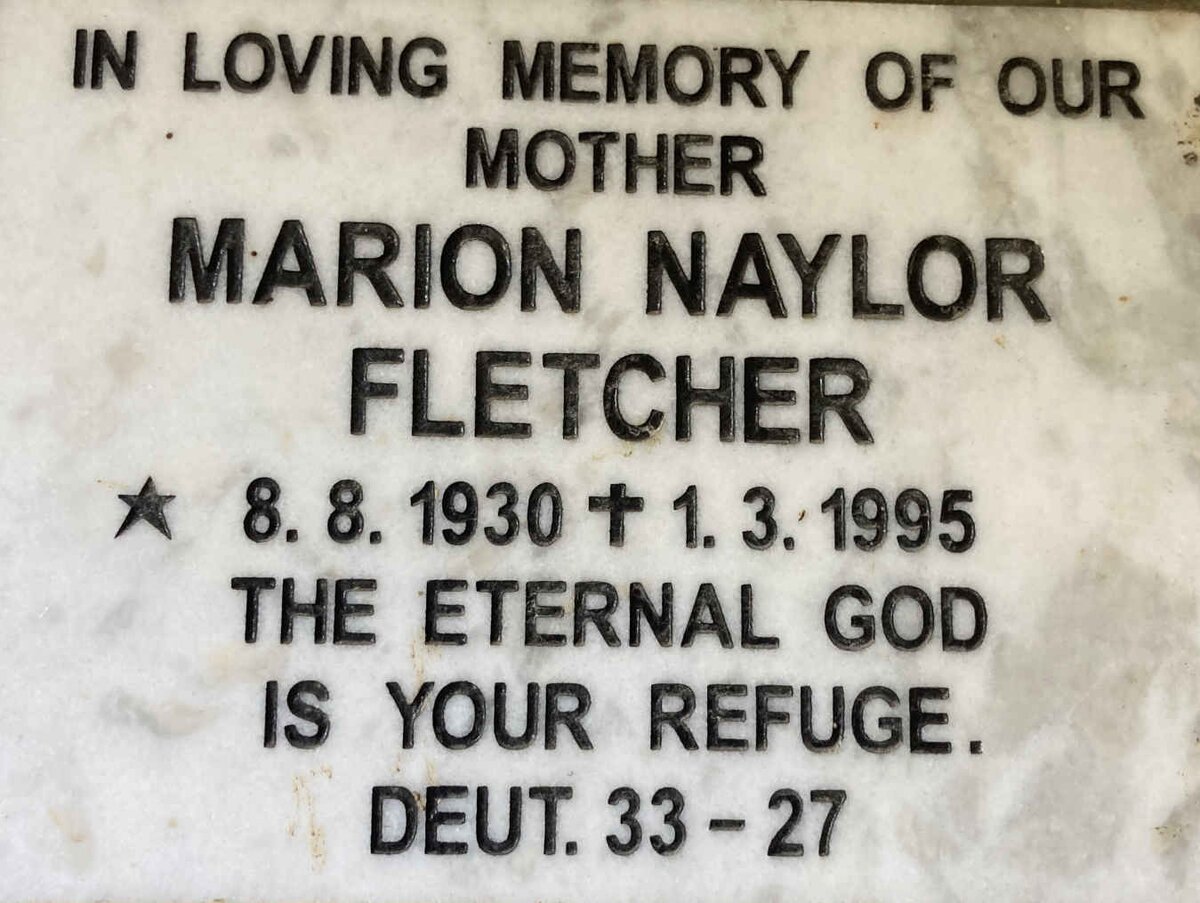 IN LOVING MEMORY OF OUR
MOTHER
MARION NAYLOR
FLETCHER
★ 8. 8. 1930 ✝ 1. 3. 1995
THE ETERNAL GOD
IS YOUR REFUGE.
DEUT. 33 – 27